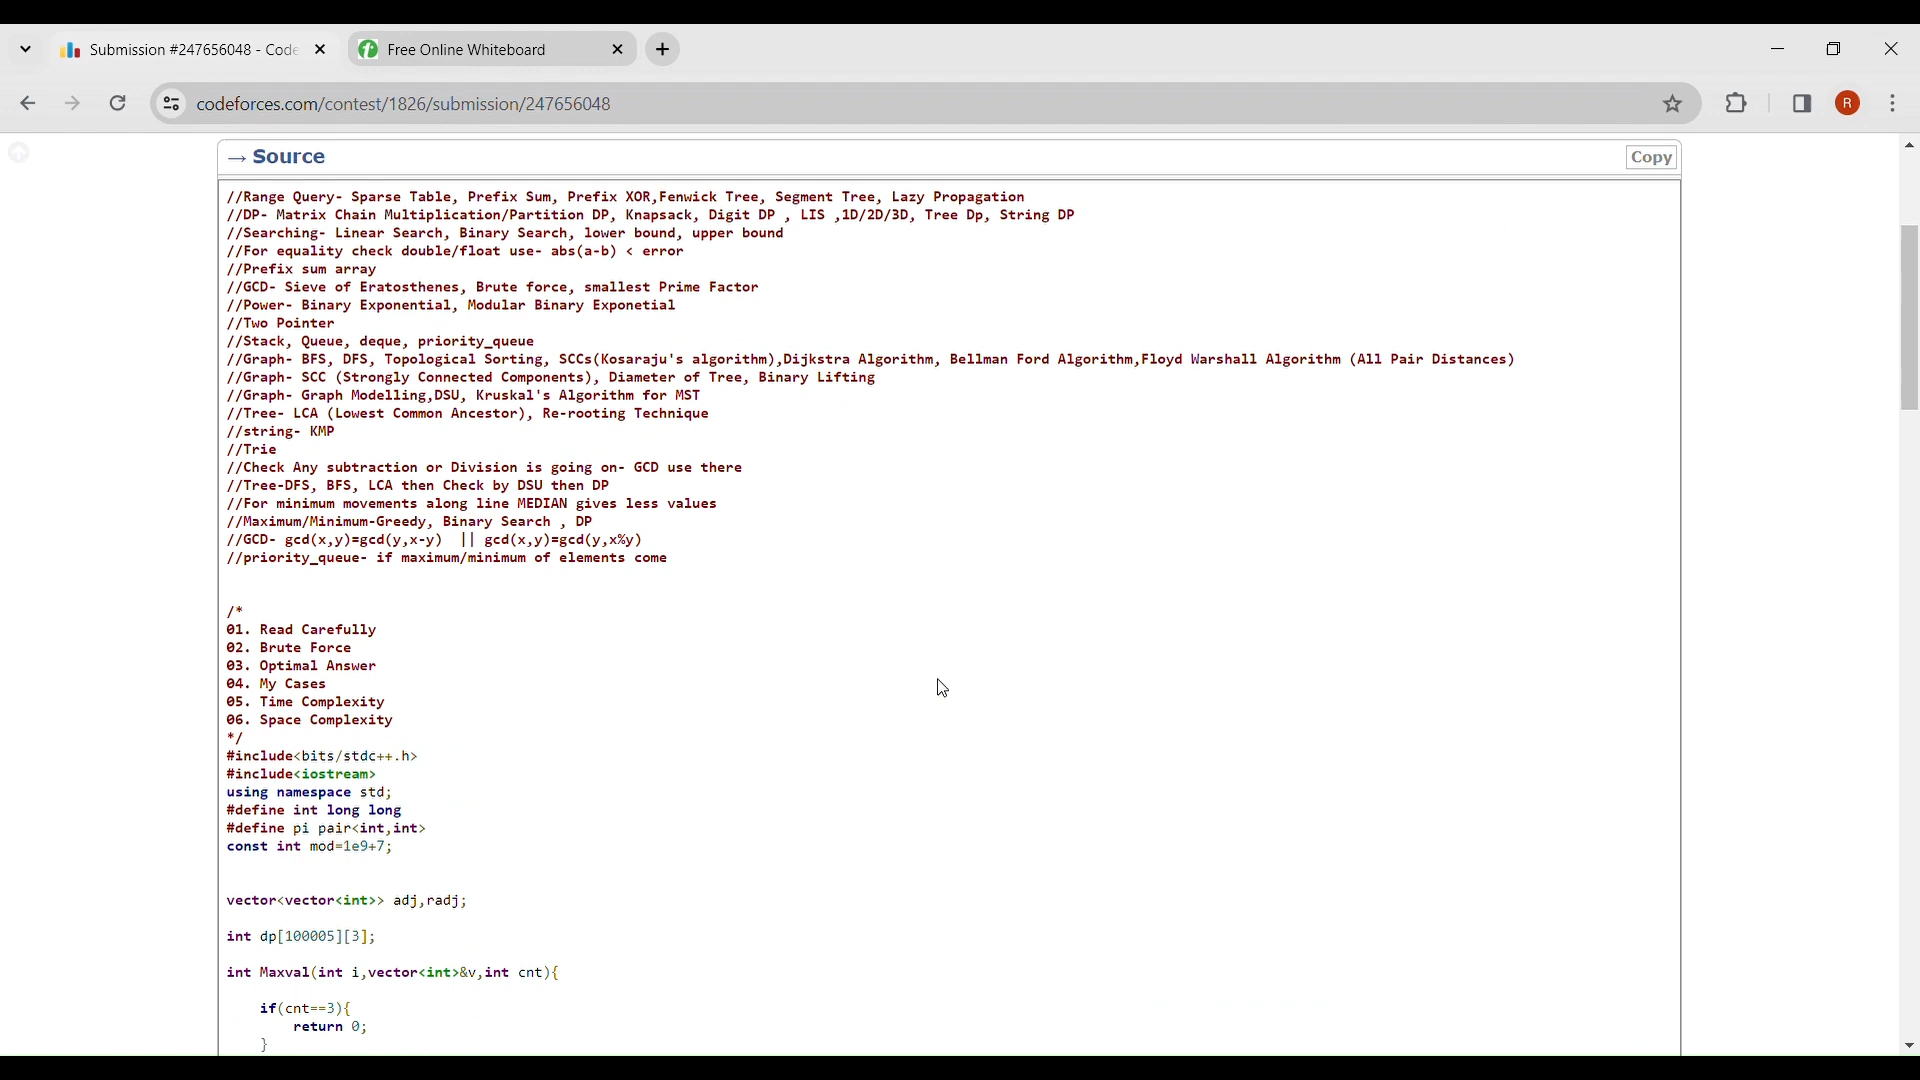 Submission #247656048 - Code
Free Online Whiteboard
codeforces.com/contest/1826/submission/247656048
R
→ Source
Copy
//Range Query- Sparse Table, Prefix Sum, Prefix XOR,Fenwick Tree, Segment Tree, Lazy Propagation
//DP- Matrix Chain Multiplication/Partition DP, Knapsack, Digit DP , LIS ,1D/2D/3D, Tree Dp, String DP
//Searching- Linear Search, Binary Search, lower bound, upper bound
//For equality check double/float use- abs(a-b) < error
//Prefix sum array
//GCD- Sieve of Eratosthenes, Brute force, smallest Prime Factor
//Power- Binary Exponential, Modular Binary Exponetial
//Two Pointer
//Stack, Queue, deque, priority_queue
//Graph- BFS, DFS, Topological Sorting, SCCs(Kosaraju's algorithm),Dijkstra Algorithm, Bellman Ford Algorithm,Floyd Warshall Algorithm (All Pair Distances)
//Graph- SCC (Strongly Connected Components), Diameter of Tree, Binary Lifting
//Graph- Graph Modelling,DSU, Kruskal's Algorithm for MST
//Tree- LCA (Lowest Common Ancestor), Re-rooting Technique
//string- KMP
//Trie
//Check Any subtraction or Division is going on- GCD use there
//Tree-DFS, BFS, LCA then Check by DSU then DP
//For minimum movements along line MEDIAN gives less values
//Maximum/Minimum-Greedy, Binary Search , DP
//GCD- gcd(x,y)=gcd(y,x-y)  || gcd(x,y)=gcd(y,x%y)
//priority_queue- if maximum/minimum of elements come
/*
01. Read Carefully
02. Brute Force
03. Optimal Answer
04. My Cases
05. Time Complexity
06. Space Complexity
*/
#include<bits/stdc++.h>
#include<iostream>
using namespace std;
#define int long long
#define pi pair<int,int>
const int mod=1e9+7;
vector<vector<int>> adj,radj;
int dp[100005][3];
int Maxval(int i,vector<int>&v,int cnt){
if(cnt==3){
return 0;
}